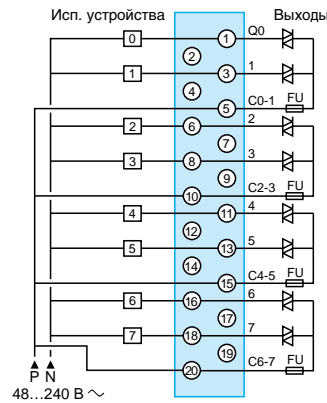 Исп. устройства Выходы
0 1 Q0
2
1 3 1
4
5 C0-1 FU
2 6 2
7
3 8 3
9
10 C2-3 FU
4 11 4
12
5 13 5
14
15 C4-5 FU
6 16 6
17
7 18 7
19
20 C6-7 FU
P N
48...240 В ~